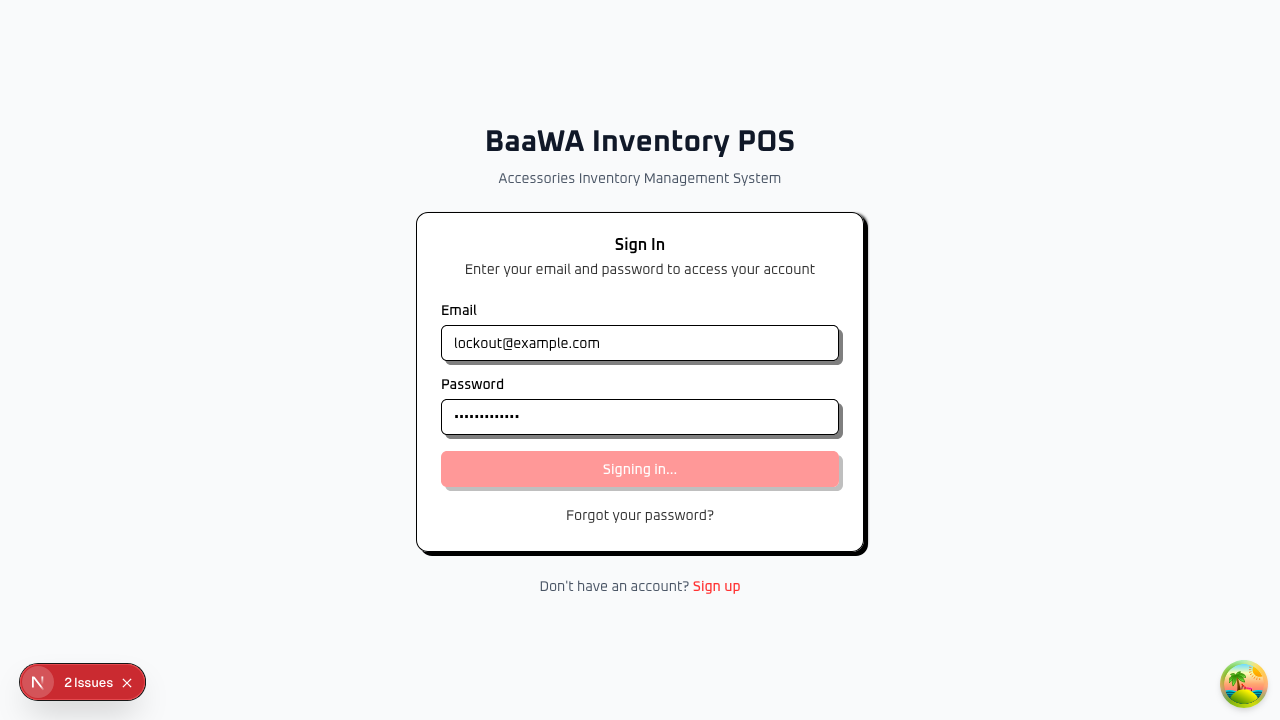 BaaWA Inventory POS
Accessories Inventory Management System
Sign In
Enter your email and password to access your account
Email
lockout@example.com
Password
•••••••••••••
Signing in...
Forgot your password?
Don't have an account? Sign up
N 2 Issues